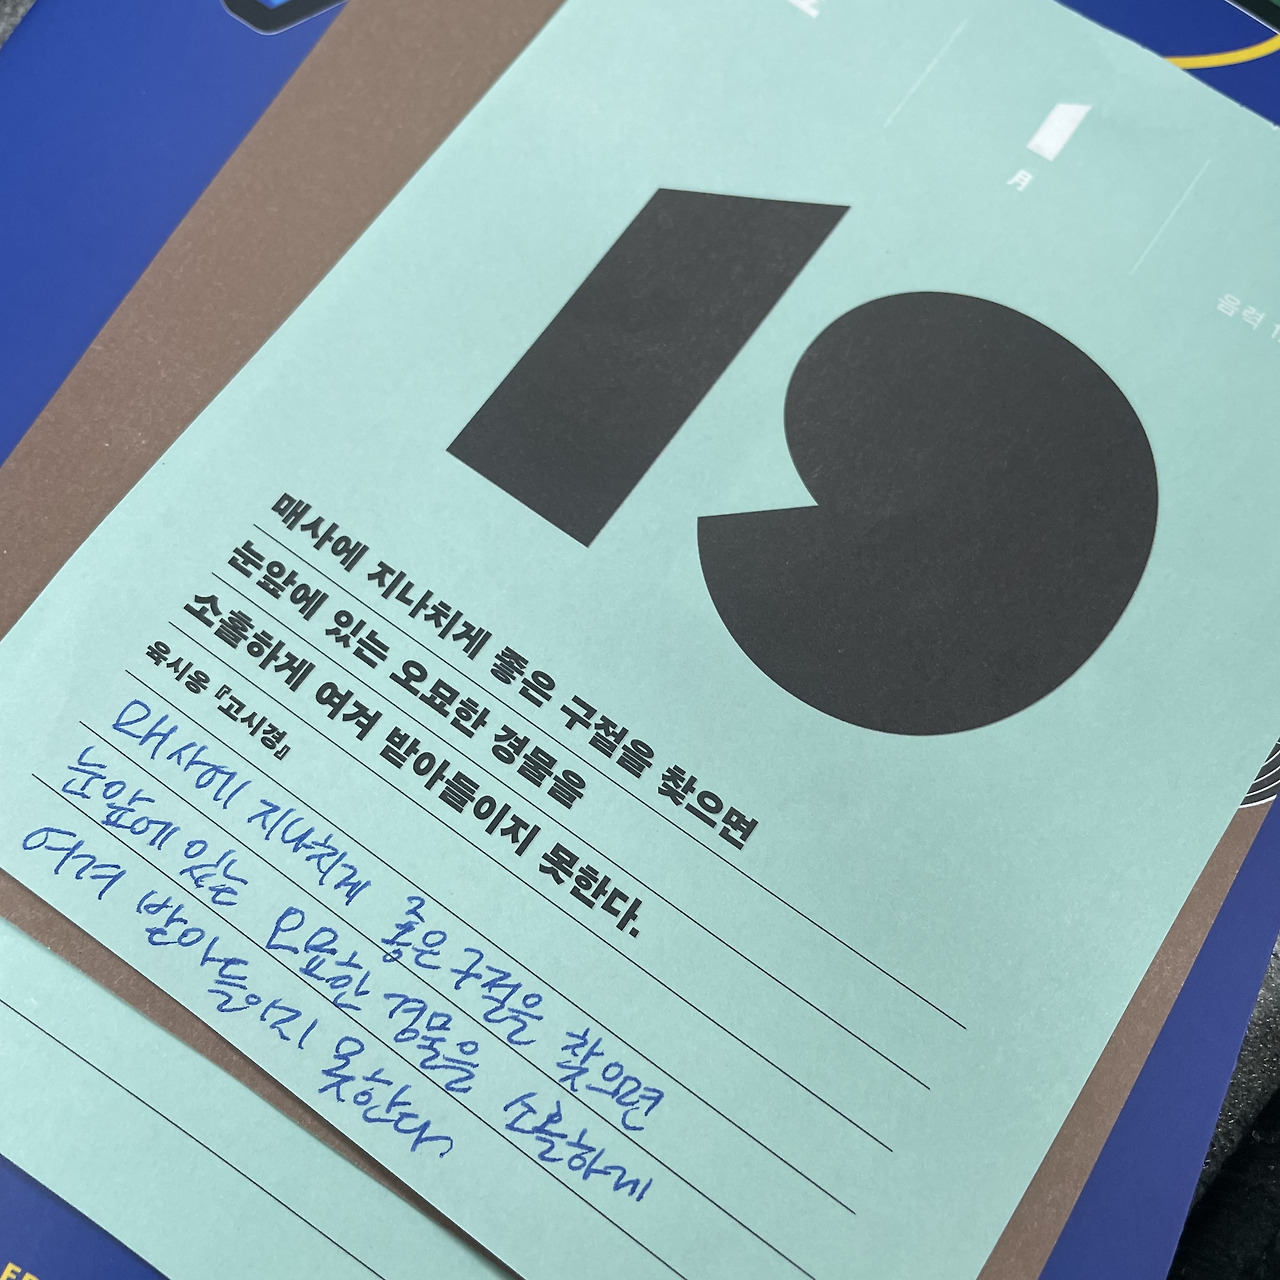 1
月
음력 1
19
매사에 지나치게 좋은 구절을 찾으면
눈앞에 있는 오묘한 경물을
소홀하게 여겨 받아들이지 못한다.
육시옹 『고시경』
매사에 지나치게 좋은 구절을 찾으면
눈앞에 있는 오묘한 경물을 소홀하게
여겨 받아들이지 못한다.